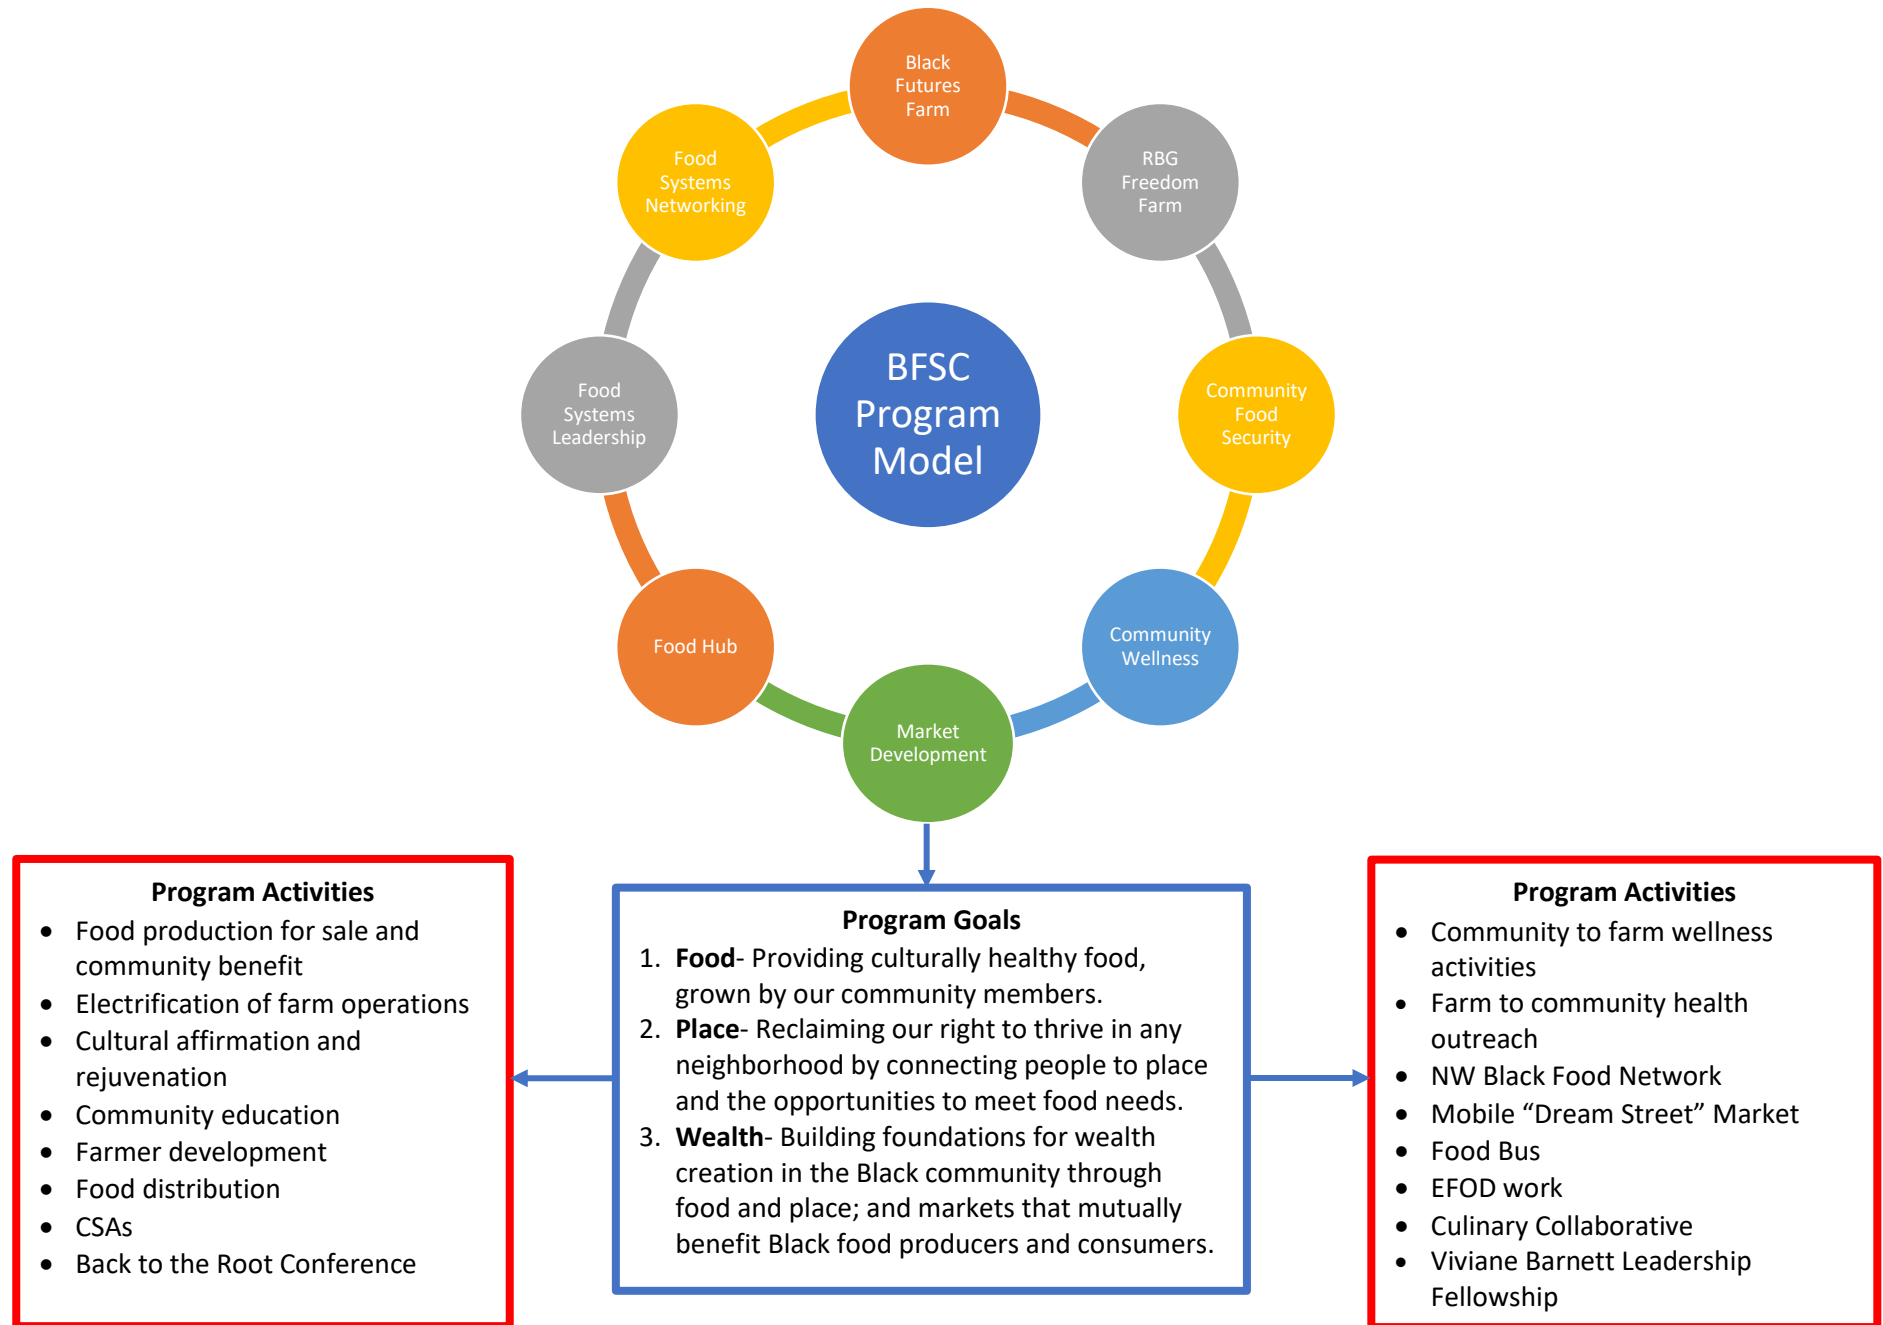 Black
Futures
Farm
RBG
Freedom
Farm
Community
Food
Security
Community
Wellness
Market
Development
Food Hub
Food
Systems
Leadership
Food
Systems
Networking
BFSC
Program
Model
Program Activities
• Food production for sale and
community benefit
• Electrification of farm operations
• Cultural affirmation and
rejuvenation
• Community education
• Farmer development
• Food distribution
• CSAs
• Back to the Root Conference
Program Goals
1. Food- Providing culturally healthy food,
grown by our community members.
2. Place- Reclaiming our right to thrive in any
neighborhood by connecting people to place
and the opportunities to meet food needs.
3. Wealth- Building foundations for wealth
creation in the Black community through
food and place; and markets that mutually
benefit Black food producers and consumers.
Program Activities
• Community to farm wellness
activities
• Farm to community health
outreach
• NW Black Food Network
• Mobile “Dream Street” Market
• Food Bus
• EFOD work
• Culinary Collaborative
• Viviane Barnett Leadership
Fellowship